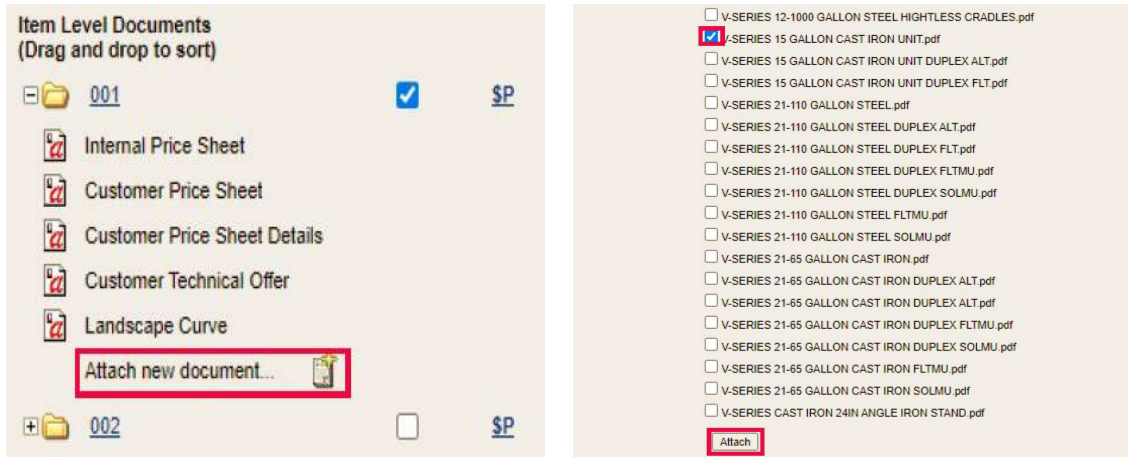 Item Level Documents
(Drag and drop to sort)
001 $P
Internal Price Sheet
Customer Price Sheet
Customer Price Sheet Details
Customer Technical Offer
Landscape Curve
Attach new document...
002 $P
V-SERIES 12-1000 GALLON STEEL HIGHTLESS CRADLES.pdf
V-SERIES 15 GALLON CAST IRON UNIT.pdf
V-SERIES 15 GALLON CAST IRON UNIT DUPLEX ALT.pdf
V-SERIES 15 GALLON CAST IRON UNIT DUPLEX FLT.pdf
V-SERIES 21-110 GALLON STEEL.pdf
V-SERIES 21-110 GALLON STEEL DUPLEX ALT.pdf
V-SERIES 21-110 GALLON STEEL DUPLEX FLT.pdf
V-SERIES 21-110 GALLON STEEL DUPLEX FLTMU.pdf
V-SERIES 21-110 GALLON STEEL DUPLEX SOLMU.pdf
V-SERIES 21-110 GALLON STEEL FLTMU.pdf
V-SERIES 21-110 GALLON STEEL SOLMU.pdf
V-SERIES 21-65 GALLON CAST IRON.pdf
V-SERIES 21-65 GALLON CAST IRON DUPLEX ALT.pdf
V-SERIES 21-65 GALLON CAST IRON DUPLEX ALT.pdf
V-SERIES 21-65 GALLON CAST IRON DUPLEX FLTMU.pdf
V-SERIES 21-65 GALLON CAST IRON DUPLEX SOLMU.pdf
V-SERIES 21-65 GALLON CAST IRON FLTMU.pdf
V-SERIES 21-65 GALLON CAST IRON SOLMU.pdf
V-SERIES CAST IRON 24IN ANGLE IRON STAND.pdf
Attach